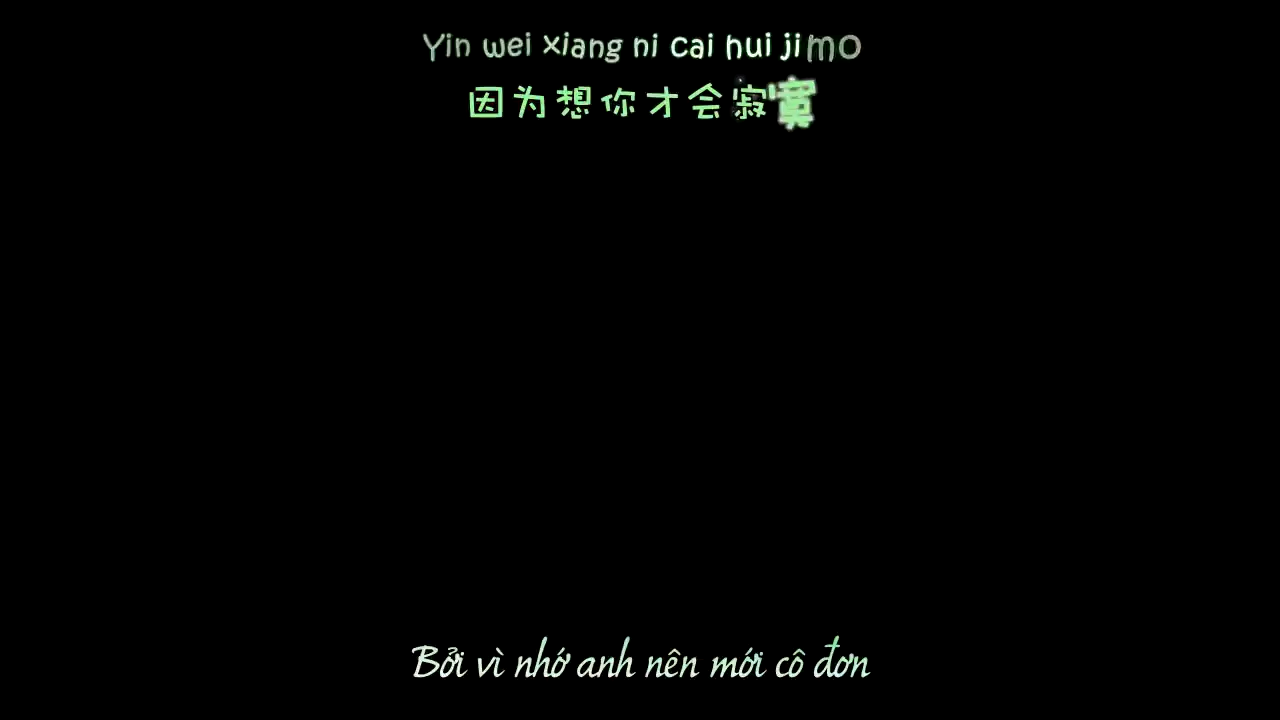 Yin wei xiang ni cai hui jimo
因为想你才会寂寞
Bởi vì nhớ anh nên mới cô đơn